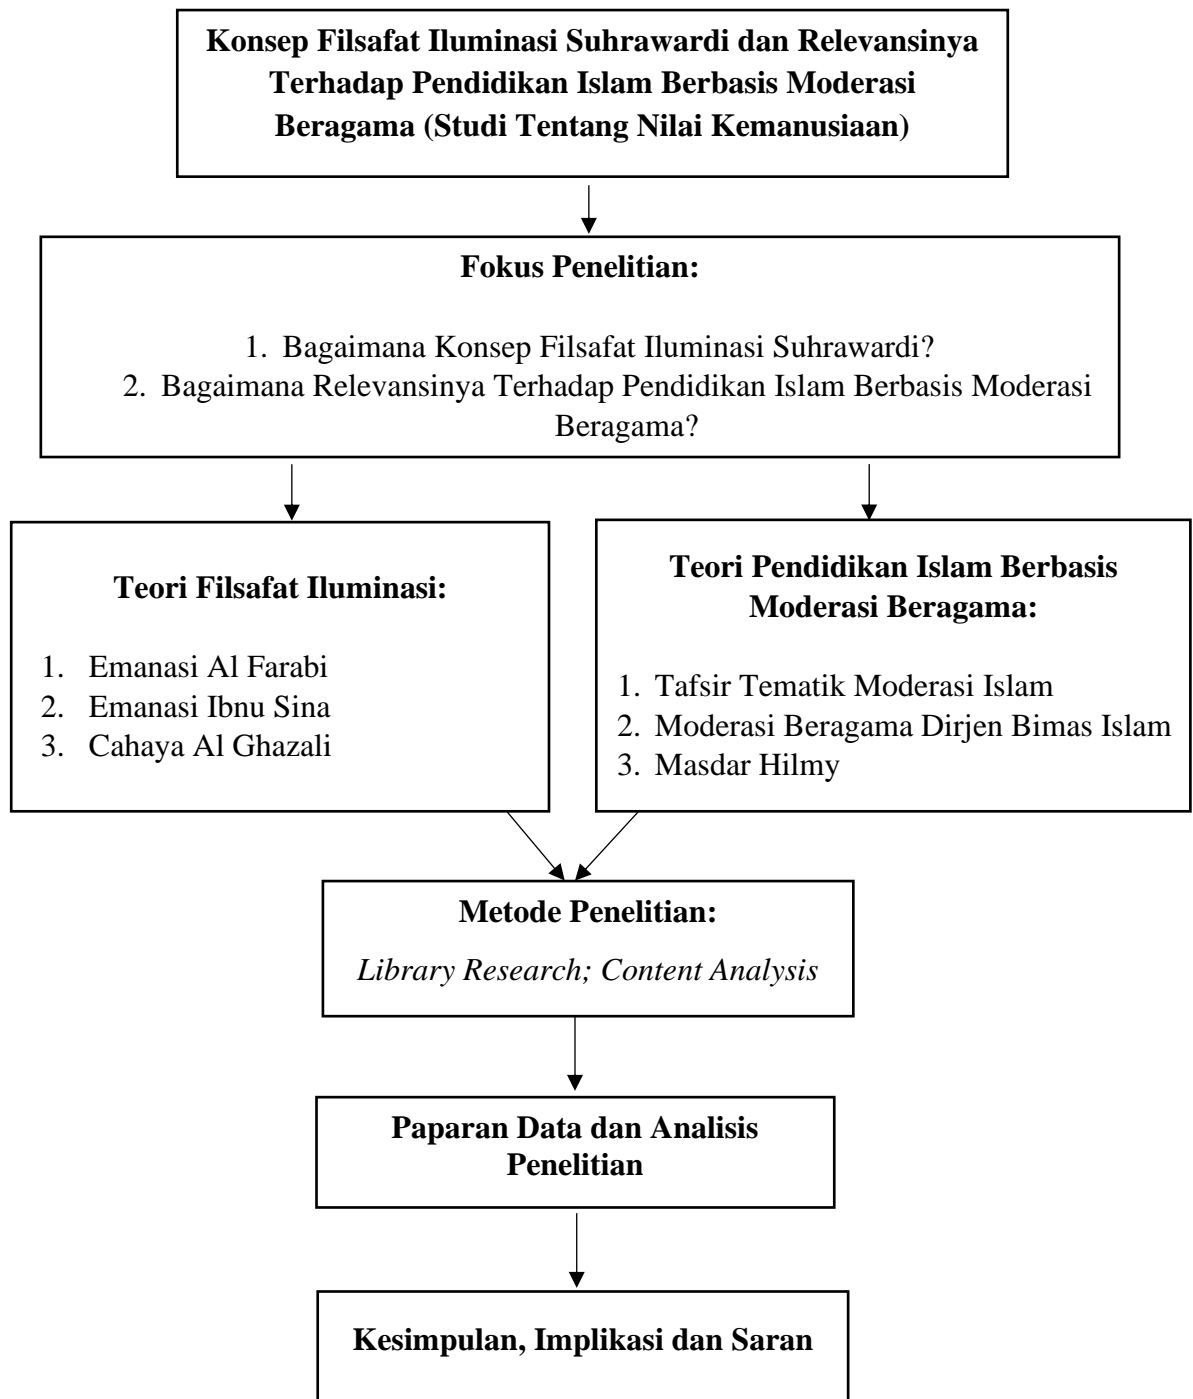 Konsep Filsafat Iluminasi Suhrawardi dan Relevansinya
Terhadap Pendidikan Islam Berbasis Moderasi
Beragama (Studi Tentang Nilai Kemanusiaan)
Fokus Penelitian:
1. Bagaimana Konsep Filsafat Iluminasi Suhrawardi?
2. Bagaimana Relevansinya Terhadap Pendidikan Islam Berbasis Moderasi
Beragama?
Teori Filsafat Iluminasi:
1. Emanasi Al Farabi
2. Emanasi Ibnu Sina
3. Cahaya Al Ghazali
Teori Pendidikan Islam Berbasis
Moderasi Beragama:
1. Tafsir Tematik Moderasi Islam
2. Moderasi Beragama Dirjen Bimas Islam
3. Masdar Hilmy
Metode Penelitian:
Library Research; Content Analysis
Paparan Data dan Analisis
Penelitian
Kesimpulan, Implikasi dan Saran